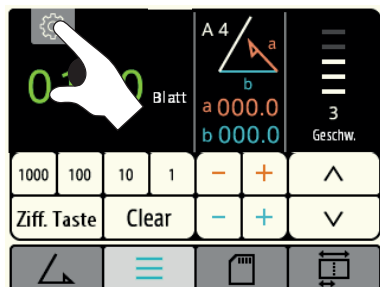 A 4
a
b
Blatt
a 000.0
b 000.0
3
Geschw.
1000 100 10 1 - + 
Ziff. Taste Clear - +